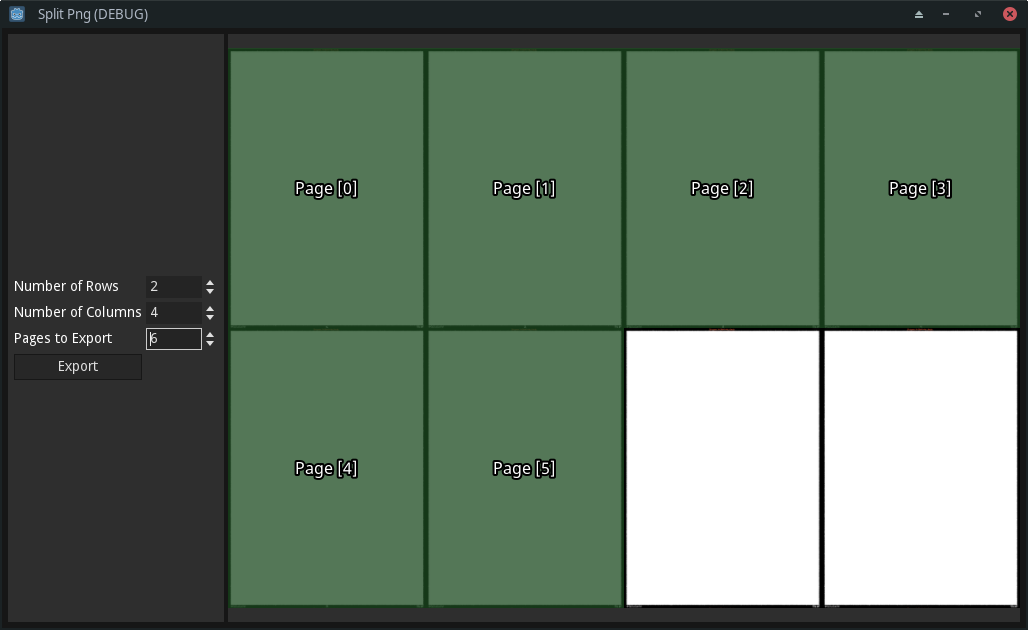 Split Png (DEBUG)
Page [0] Page [1] Page [2] Page [3]
Number of Rows 2
Number of Columns 4
Pages to Export 6
Export
Page [4] Page [5]